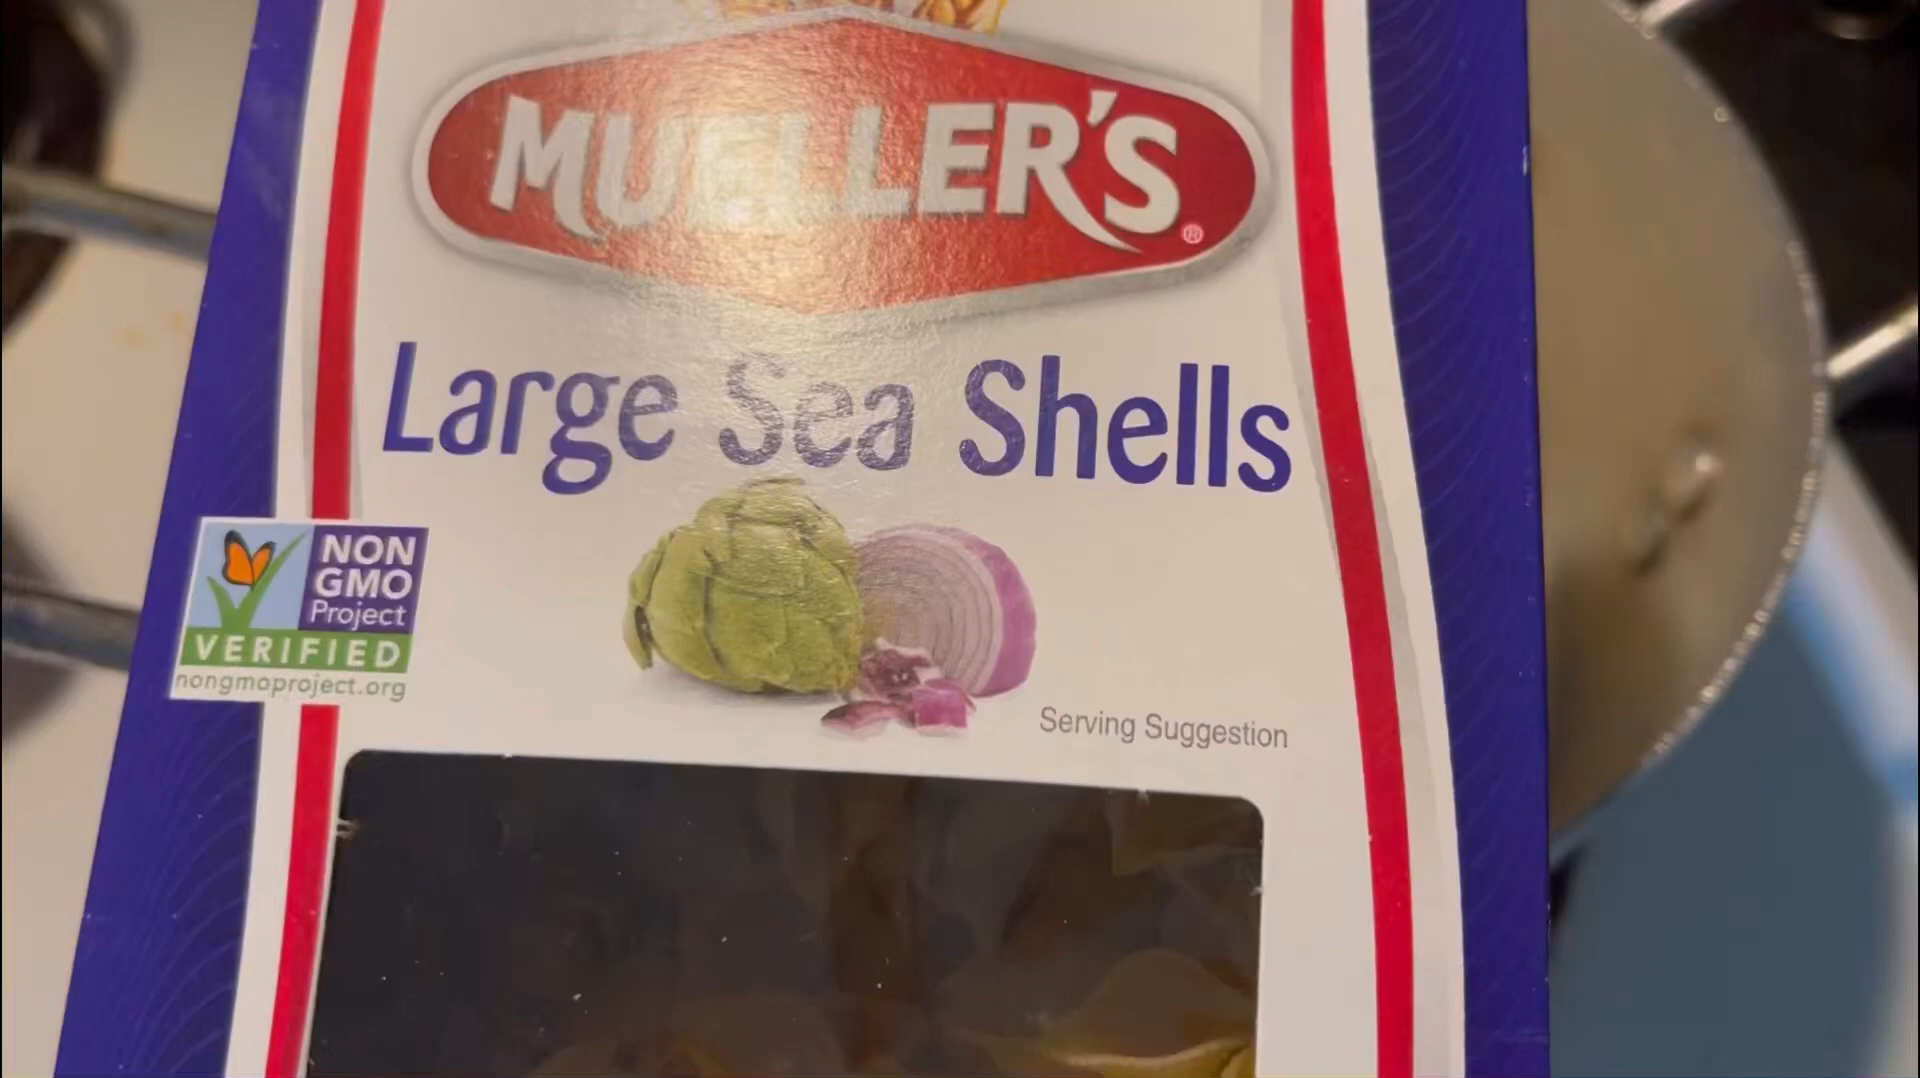 MUELLER'S®
Large Sea Shells
NON
GMO
Project
VERIFIED
nongmoproject.org
Serving Suggestion